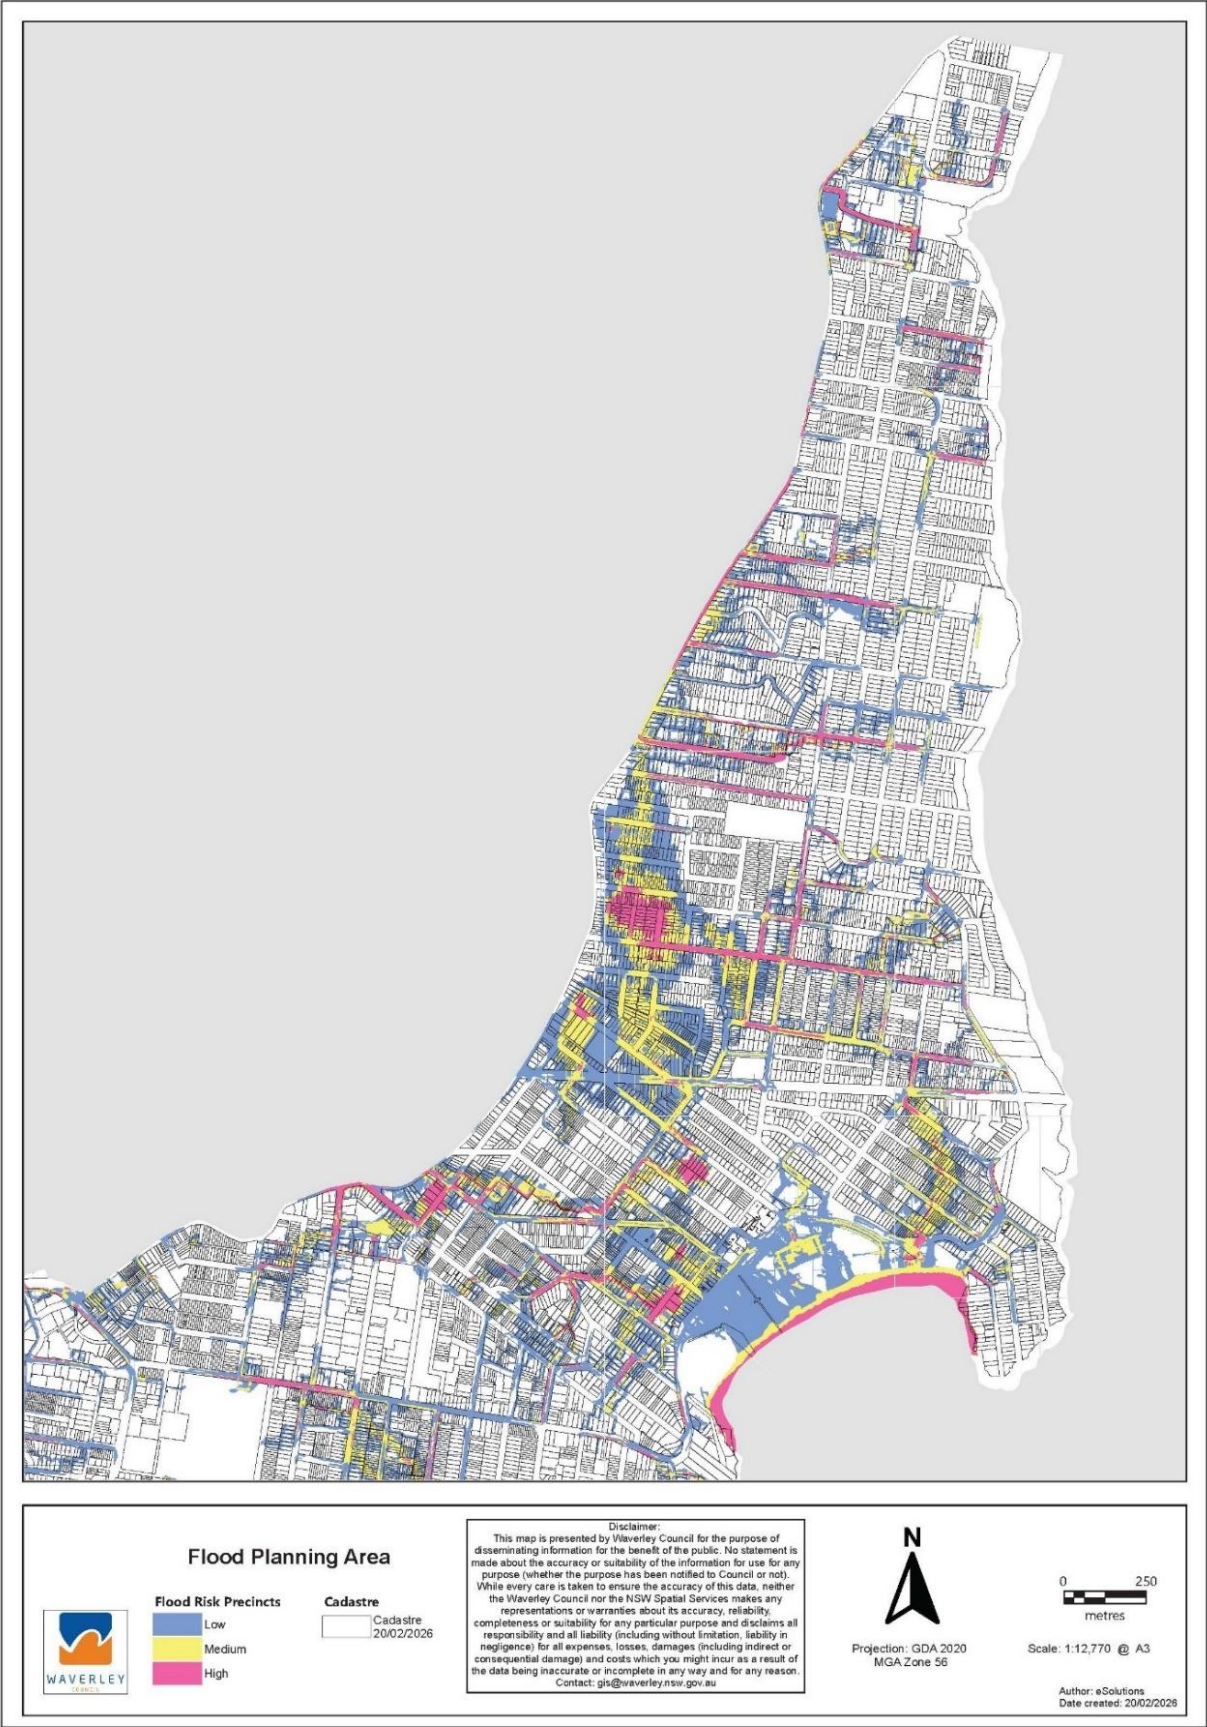 Flood Planning Area
WAVERLEY
COUNCIL
Flood Risk Precincts
Low
Medium
High
Cadastre
Cadastre
20/02/2026
Disclaimer:
This map is presented by Waverley Council for the purpose of
disseminating information for the benefit of the public. No statement is
made about the accuracy or suitability of the information for use for any
purpose (whether the purpose has been notified to Council or not).
While every care is taken to ensure the accuracy of this data, neither
the Waverley Council nor the NSW Spatial Services makes any
representations or warranties about its accuracy, reliability,
completeness or suitability for any particular purpose and disclaims all
responsibility and all liability (including without limitation, liability in
negligence) for all expenses, losses, damages (including indirect or
consequential damage) and costs which you might incur as a result of
the data being inaccurate or incomplete in any way and for any reason.
Contact: gis@waverley.nsw.gov.au
N
Projection: GDA 2020
MGA Zone 56
0 250
metres
Scale: 1:12,770 @ A3
Author: eSolutions
Date created: 20/02/2026